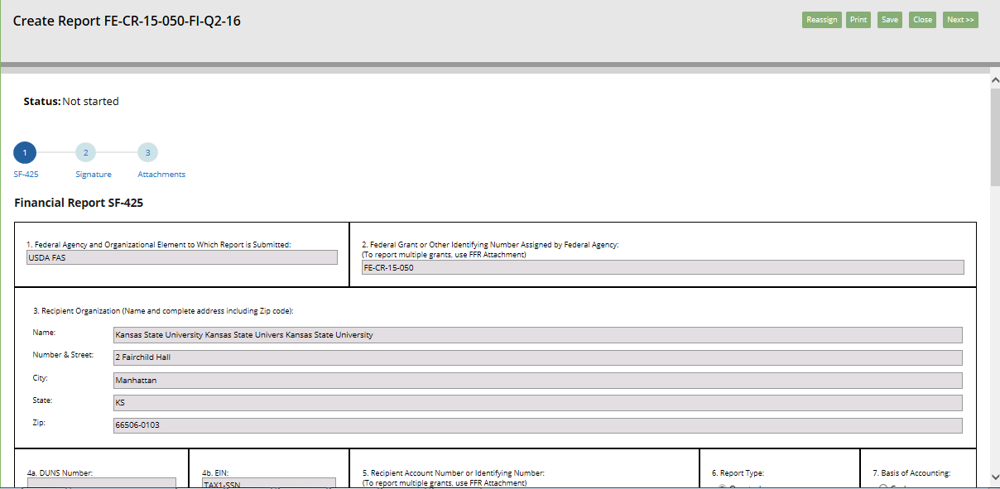 Create Report FE-CR-15-050-FI-Q2-16
Reassign Print Save Close Next >>
Status: Not started
1 2 3
SF-425 Signature Attachments
Financial Report SF-425
1. Federal Agency and Organizational Element to Which Report is Submitted:
USDA FAS
2. Federal Grant or Other Identifying Number Assigned by Federal Agency:
(To report multiple grants, use FFR Attachment)
FE-CR-15-050
3. Recipient Organization (Name and complete address including Zip code):
Name: Kansas State University Kansas State Univers Kansas State University
Number & Street: 2 Fairchild Hall
City: Manhattan
State: KS
Zip: 66506-0103
4a. DUNS Number:
4b. EIN:
TAX1-SSN
5. Recipient Account Number or Identifying Number:
(To report multiple grants, use FFR Attachment)
6. Report Type:
7. Basis of Accounting: